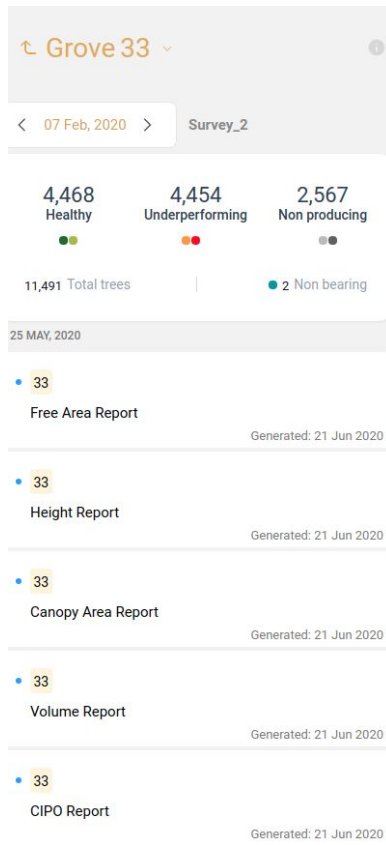 Grove 33
07 Feb, 2020 Survey_2
4,468 4,454 2,567
Healthy Underperforming Non producing
11,491 Total trees 2 Non bearing
25 MAY, 2020
33
Free Area Report
Generated: 21 Jun 2020
33
Height Report
Generated: 21 Jun 2020
33
Canopy Area Report
Generated: 21 Jun 2020
33
Volume Report
Generated: 21 Jun 2020
33
CIPO Report
Generated: 21 Jun 2020